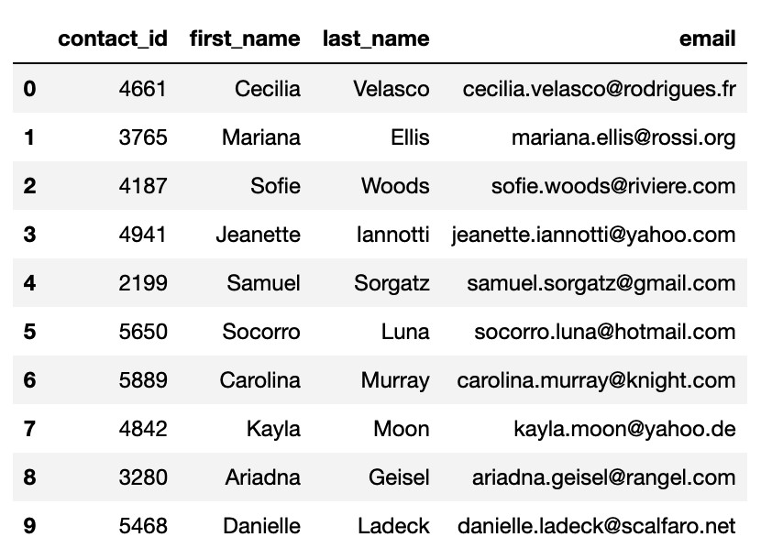 contact_id first_name last_name email
0 4661 Cecilia Velasco cecilia.velasco@rodrigues.fr
1 3765 Mariana Ellis mariana.ellis@rossi.org
2 4187 Sofie Woods sofie.woods@riviere.com
3 4941 Jeanette Iannotti jeanette.iannotti@yahoo.com
4 2199 Samuel Sorgatz samuel.sorgatz@gmail.com
5 5650 Socorro Luna socorro.luna@hotmail.com
6 5889 Carolina Murray carolina.murray@knight.com
7 4842 Kayla Moon kayla.moon@yahoo.de
8 3280 Ariadna Geisel ariadna.geisel@rangel.com
9 5468 Danielle Ladeck danielle.ladeck@scalfaro.net